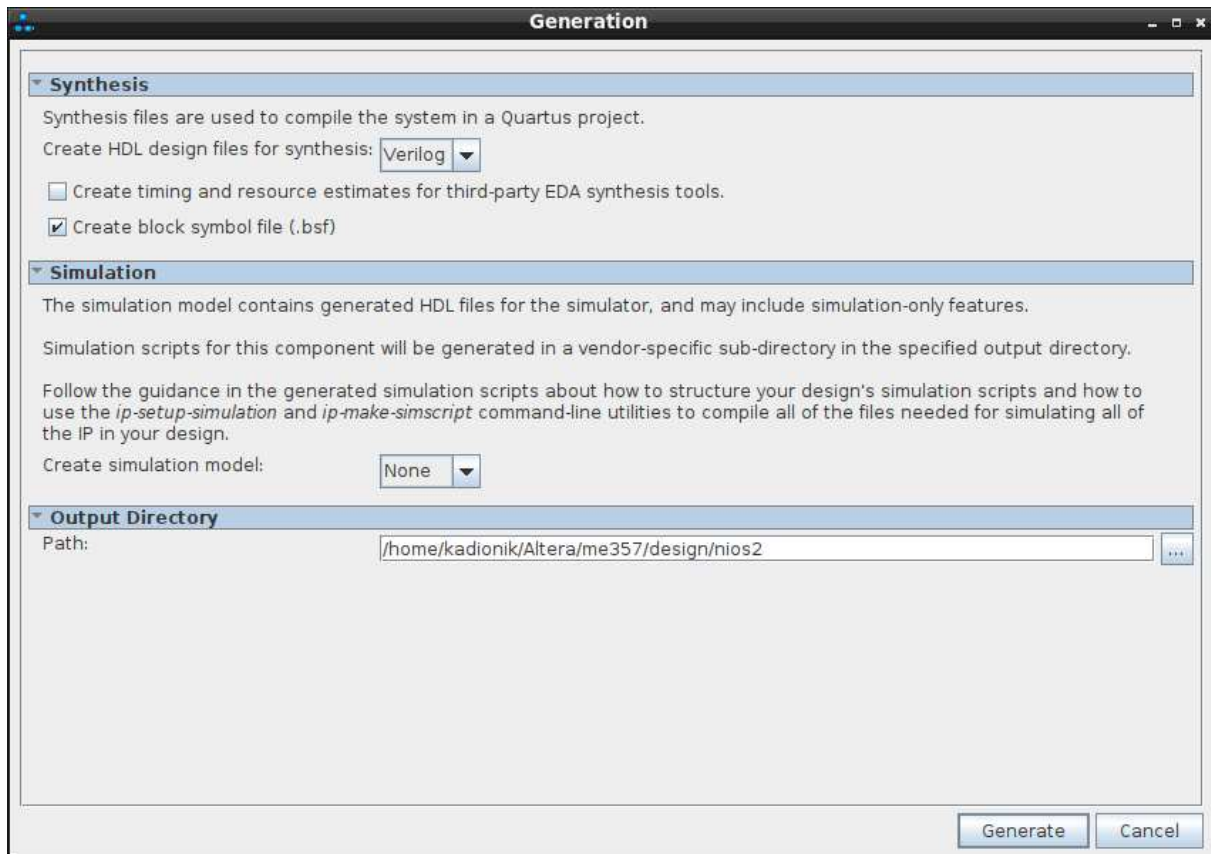 Generation
Synthesis
Synthesis files are used to compile the system in a Quartus project.
Create HDL design files for synthesis: Verilog
Create timing and resource estimates for third-party EDA synthesis tools.
Create block symbol file (.bsf)
Simulation
The simulation model contains generated HDL files for the simulator, and may include simulation-only features.
Simulation scripts for this component will be generated in a vendor-specific sub-directory in the specified output directory.
Follow the guidance in the generated simulation scripts about how to structure your design's simulation scripts and how to
use the ip-setup-simulation and ip-make-simscript command-line utilities to compile all of the files needed for simulating all of
the IP in your design.
Create simulation model: None
Output Directory
Path: /home/kadionik/Altera/me357/design/nios2 ...
Generate Cancel